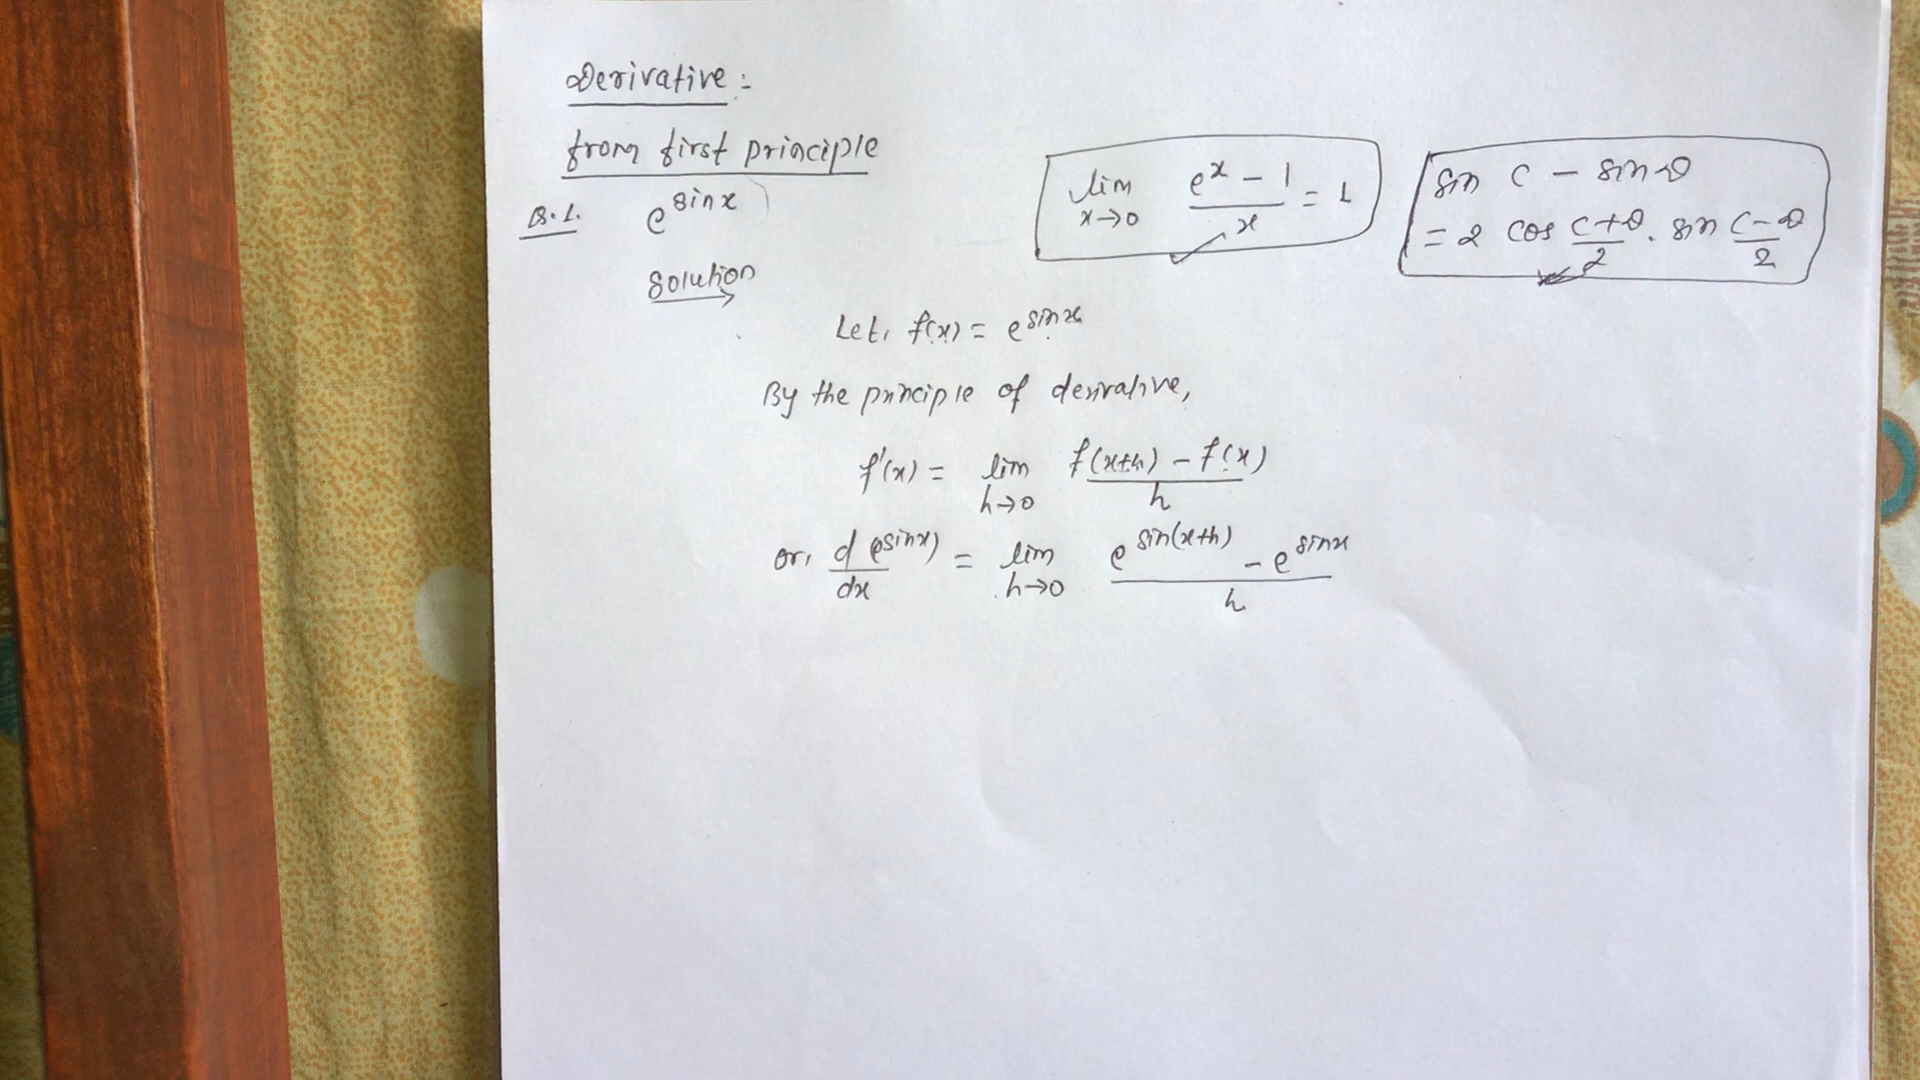 Derivative :-
from first principle
Q.1. e^sinx
lim x→0 (e^x − 1)/x = 1
sin C − sin D
= 2 cos (C+D)/2 . sin (C−D)/2
Solution
Let, f(x) = e^sinx
By the principle of derivative,
f'(x) = lim h→0 (f(x+h) − f(x))/h
or, d e^sinx)/dx = lim h→0 (e^sin(x+h) − e^sinx)/h